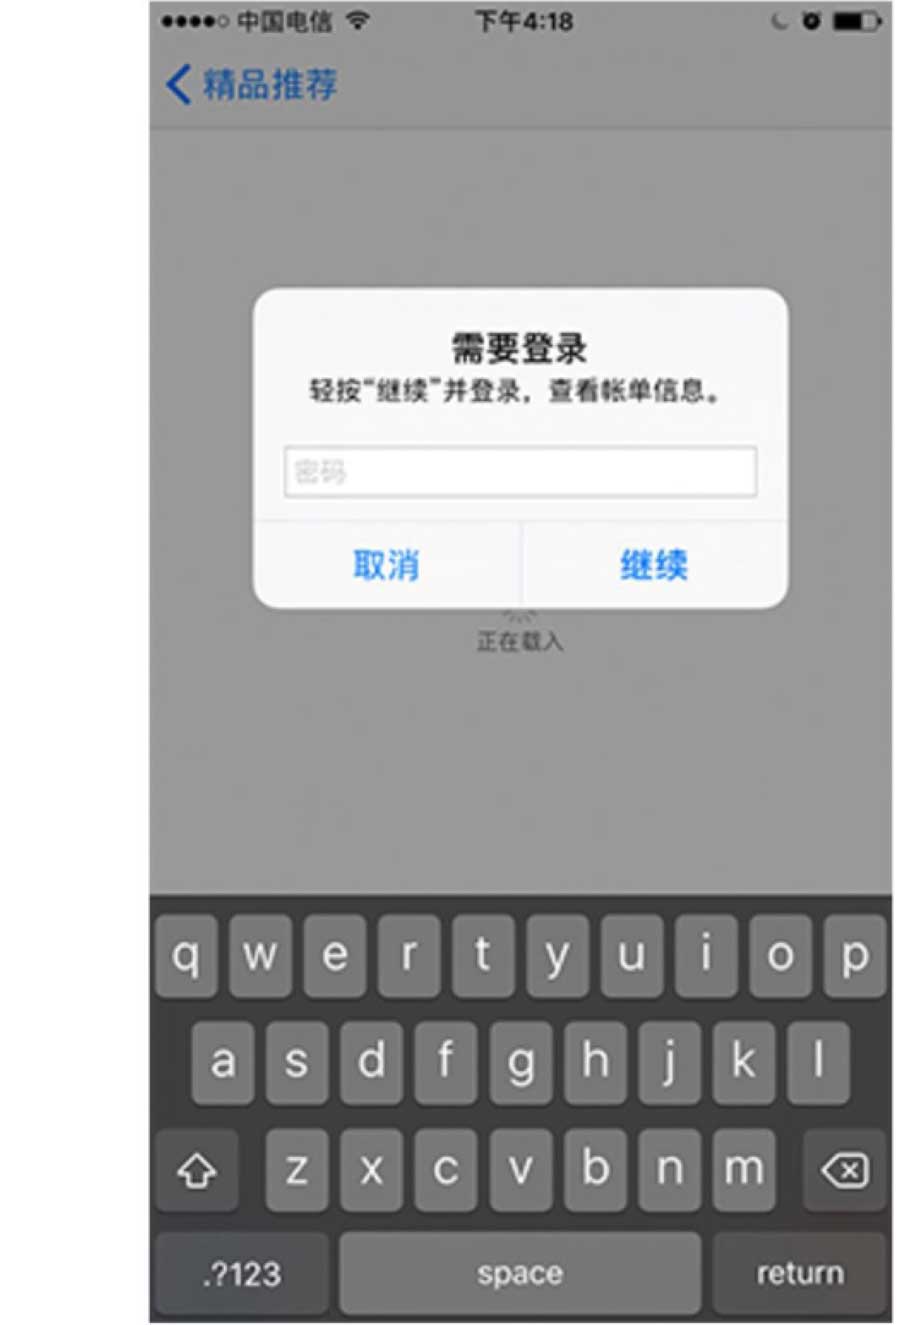 中国电信 下午4:18
精品推荐
需要登录
轻按“继续”并登录，查看帐单信息。
密码
取消 继续
正在载入
q w e r t y u i o p
a s d f g h j k l
z x c v b n m
.?123 space return